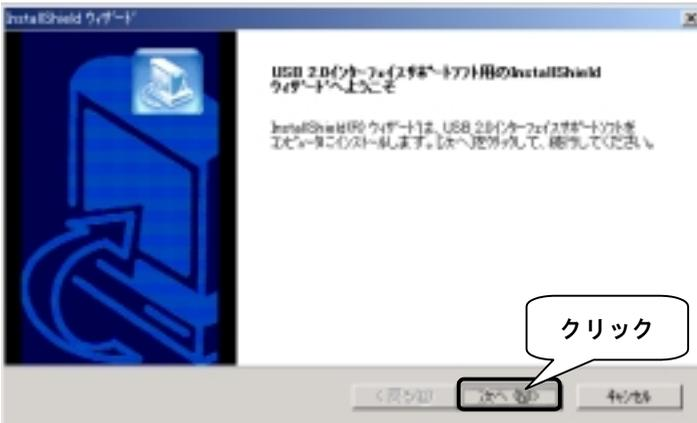 InstallShield ウィザード
USB 2.0インターフェイスサポートソフト用のInstallShield
ウィザードへようこそ
InstallShield(R) ウィザードは、USB 2.0インターフェイスサポートソフトを
コンピュータにインストールします。[次へ]をクリックして、続行してください。
クリック
< 戻る(B)
次へ (N)>
キャンセル